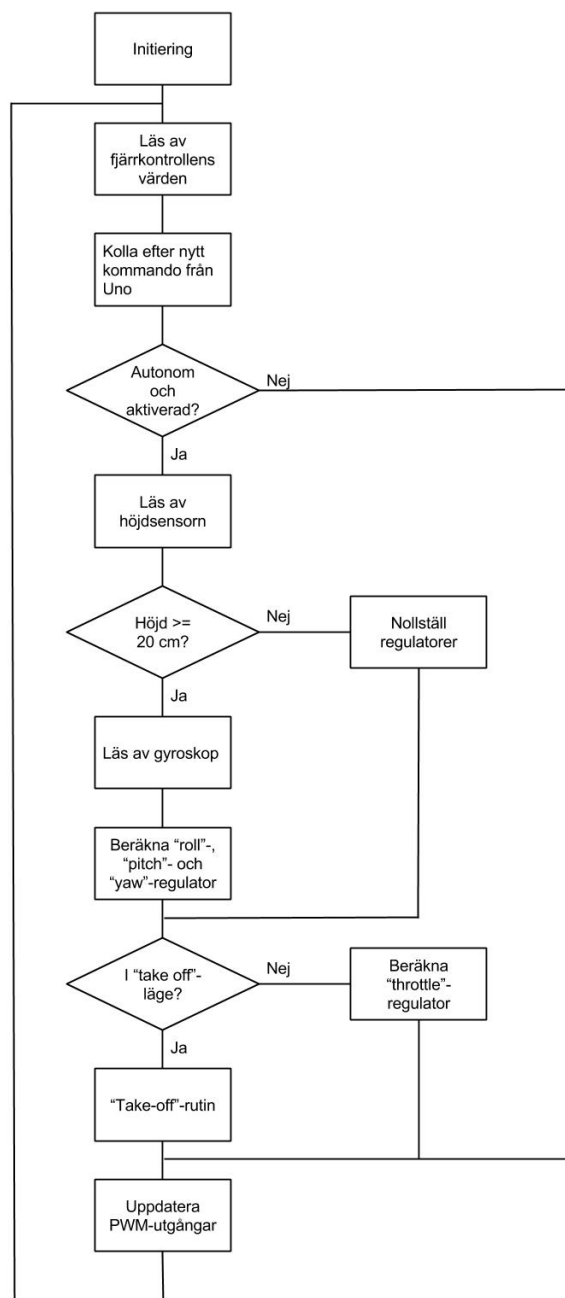 Initiering
Läs av
fjärrkontrollens
värden
Kolla efter nytt
kommando från
Uno
Autonom
och
aktiverad?
Nej
Ja
Läs av
höjdsensorn
Höjd >=
20 cm?
Nej
Nollställ
regulatorer
Ja
Läs av gyroskop
Beräkna “roll”-,
“pitch”- och
“yaw”-regulator
I “take off”-
läge?
Nej
Beräkna
“throttle”-
regulator
Ja
“Take-off”-rutin
Uppdatera
PWM-utgångar